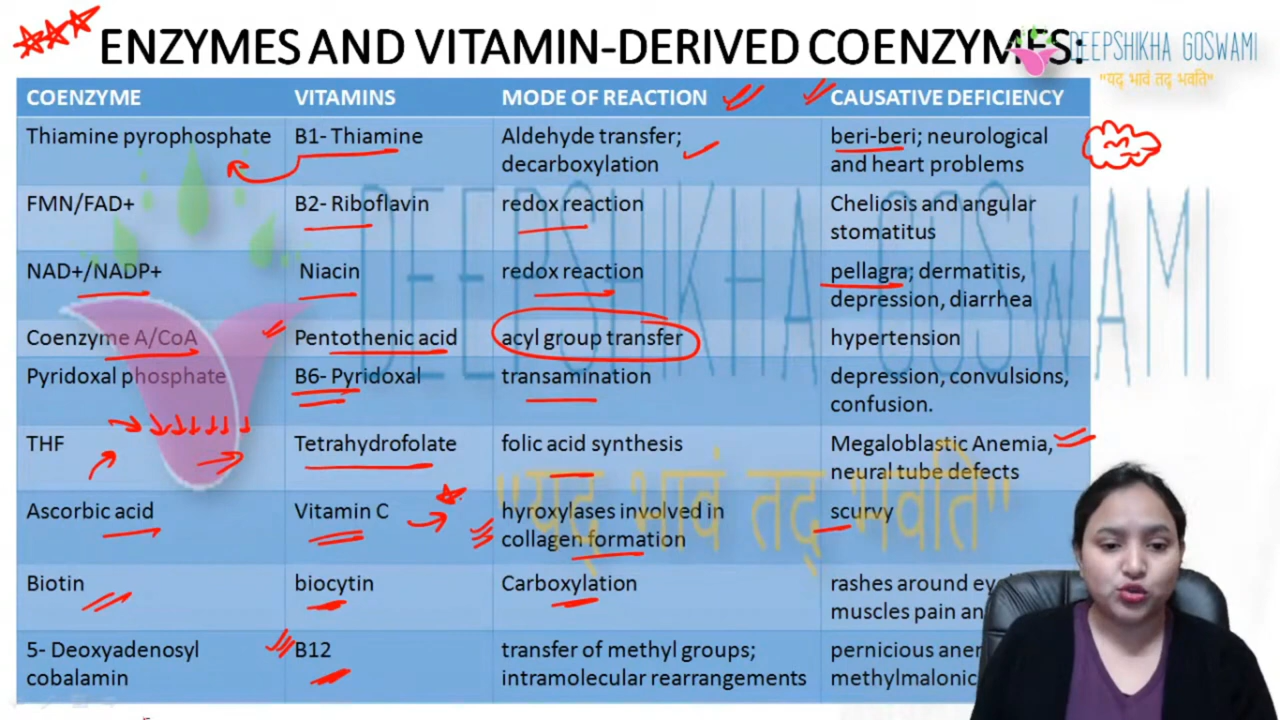 ENZYMES AND VITAMIN-DERIVED COENZYMES:
DEEPSHIKHA GOSWAMI
"यद् भावं तद् भवति"
COENZYME VITAMINS MODE OF REACTION CAUSATIVE DEFICIENCY
Thiamine pyrophosphate B1- Thiamine Aldehyde transfer; beri-beri; neurological
decarboxylation and heart problems
FMN/FAD+ B2- Riboflavin redox reaction Cheliosis and angular
stomatitus
NAD+/NADP+ Niacin redox reaction pellagra; dermatitis,
depression, diarrhea
Coenzyme A/CoA Pentothenic acid acyl group transfer hypertension
Pyridoxal phosphate B6- Pyridoxal transamination depression, convulsions,
confusion.
THF Tetrahydrofolate folic acid synthesis Megaloblastic Anemia,
neural tube defects
Ascorbic acid Vitamin C hyroxylases involved in scurvy
collagen formation
Biotin biocytin Carboxylation rashes around
muscles pain
5- Deoxyadenosyl B12 transfer of methyl groups; pernicious
cobalamin intramolecular rearrangements
DEEPSHIKHA GOSWAMI
"यद् भावं तद् भवति"